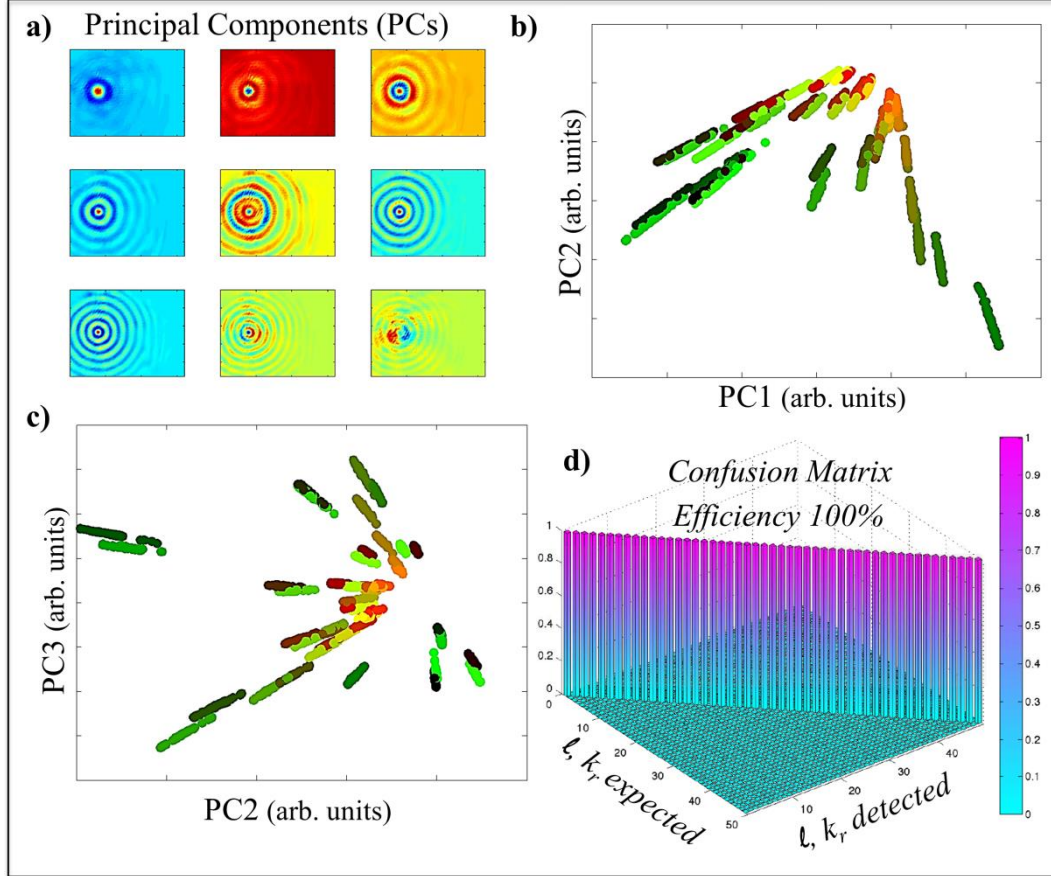 a)
Principal Components (PCs)
b)
PC2 (arb. units)
PC1 (arb. units)
c)
PC3 (arb. units)
PC2 (arb. units)
d)
Confusion Matrix
Efficiency 100%
1
0.8
0.6
0.4
0.2
0
0
10
20
30
40
50
ℓ, kᵣ expected
10
20
30
40
ℓ, kᵣ detected
1
0.9
0.8
0.7
0.6
0.5
0.4
0.3
0.2
0.1
0